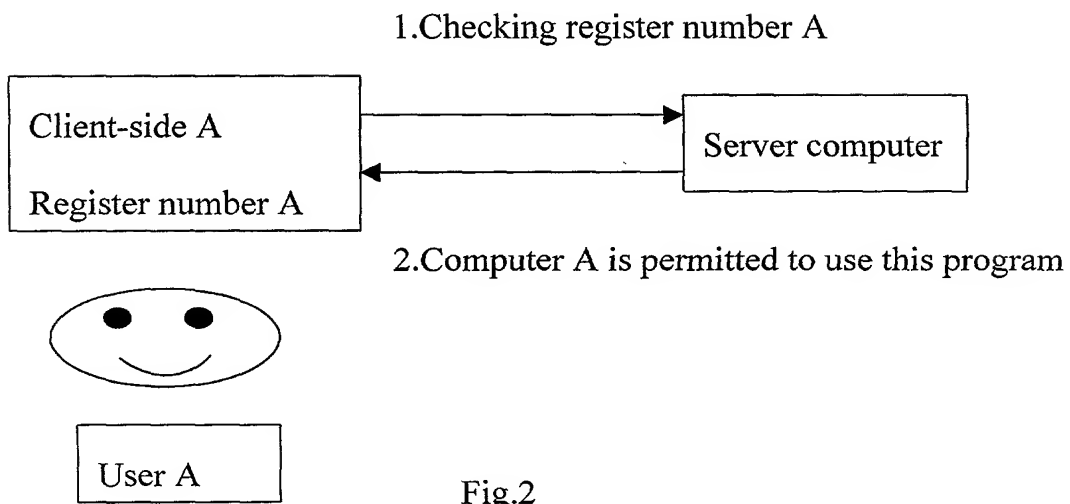 1.Checking register number A
Client-side A
Register number A
Server computer
2.Computer A is permitted to use this program
User A
Fig.2